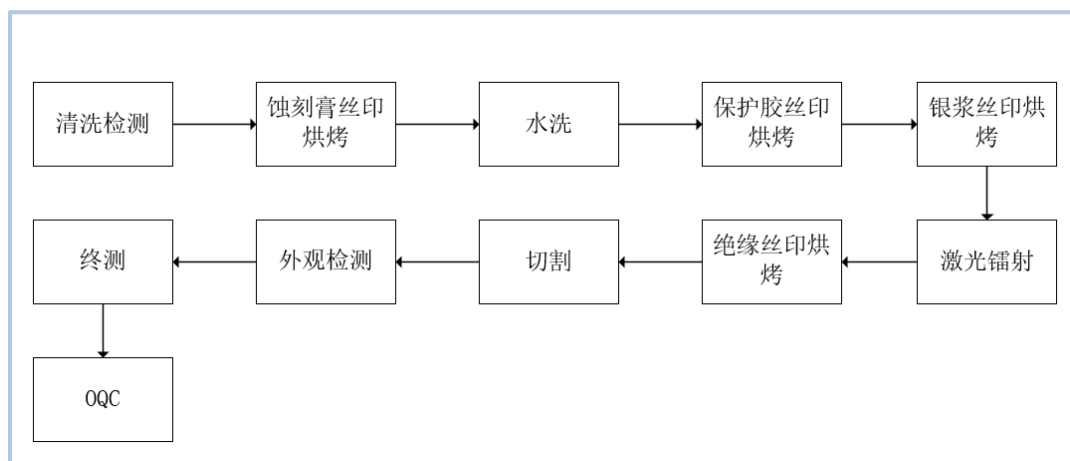 清洗检测
蚀刻膏丝印
烘烤
水洗
保护胶丝印
烘烤
银浆丝印烘
烤
激光镭射
绝缘丝印烘
烤
切割
外观检测
终测
OQC